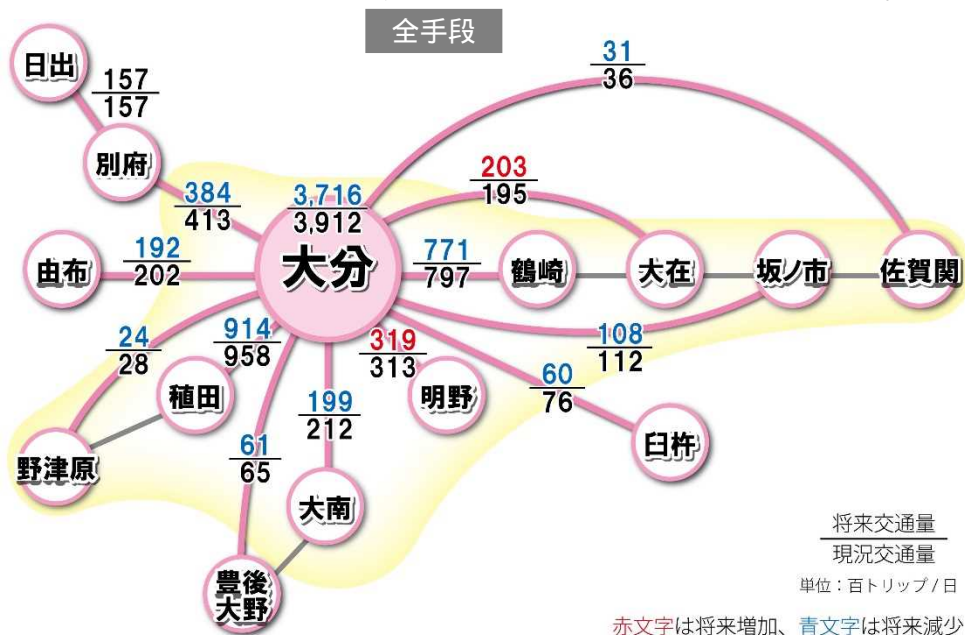 全手段
日出
157
157
別府
31
36
203
195
384
413
3,716
3,912
大分
由布
192
202
771
797
鶴崎
大在
坂ノ市
佐賀関
24
28
914
958
319
313
108
112
稙田
199
212
明野
60
76
野津原
61
65
大南
臼杵
豊後
大野
将来交通量
現況交通量
単位:百トリップ/日
赤文字は将来増加、青文字は将来減少